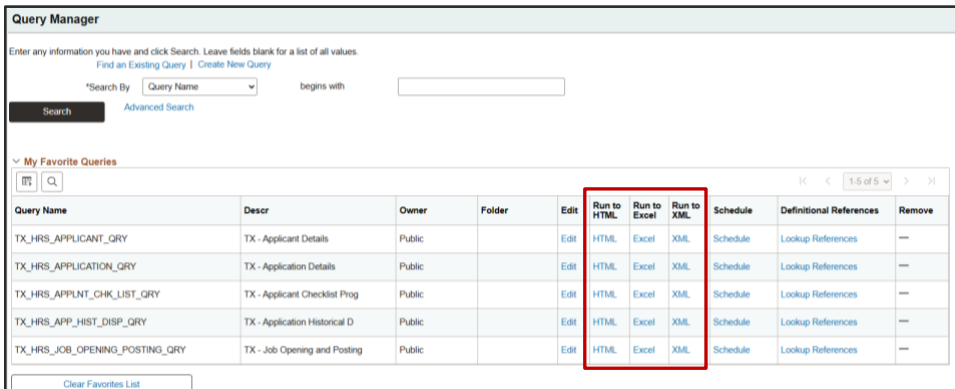 Query Manager
Enter any information you have and click Search. Leave fields blank for a list of all values.
Find an Existing Query | Create New Query
*Search By Query Name begins with
Search Advanced Search
My Favorite Queries
1-5 of 5
Query Name Descr Owner Folder Edit Run to HTML Run to Excel Run to XML Schedule Definitional References Remove
TX_HRS_APPLICANT_QRY TX - Applicant Details Public Edit HTML Excel XML Schedule Lookup References
TX_HRS_APPLICATION_QRY TX - Application Details Public Edit HTML Excel XML Schedule Lookup References
TX_HRS_APPLNT_CHK_LIST_QRY TX - Applicant Checklist Prog Public Edit HTML Excel XML Schedule Lookup References
TX_HRS_APP_HIST_DISP_QRY TX - Application Historical D Public Edit HTML Excel XML Schedule Lookup References
TX_HRS_JOB_OPENING_POSTING_QRY TX - Job Opening and Posting Public Edit HTML Excel XML Schedule Lookup References
Clear Favorites List